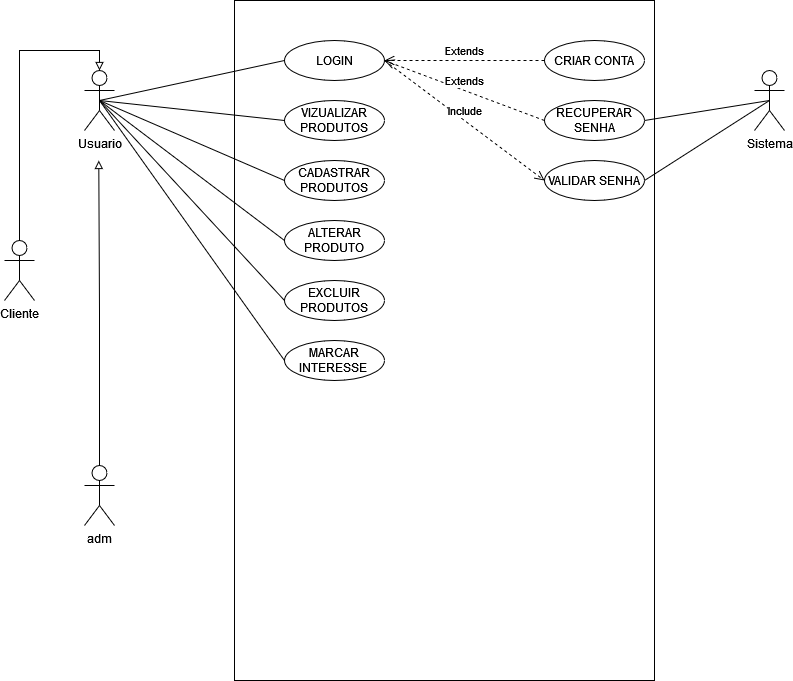 LOGIN
Extends
CRIAR CONTA
Extends
VIZUALIZAR
PRODUTOS
Include
RECUPERAR
SENHA
Usuario
Sistema
CADASTRAR
PRODUTOS
VALIDAR SENHA
ALTERAR
PRODUTO
Cliente
EXCLUIR
PRODUTOS
MARCAR
INTERESSE
adm